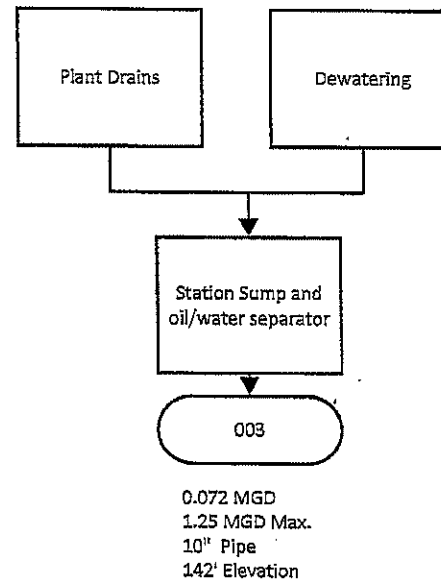 Plant Drains
Dewatering
Station Sump and
oil/water separator
003
0.072 MGD
1.25 MGD Max.
10" Pipe
142' Elevation